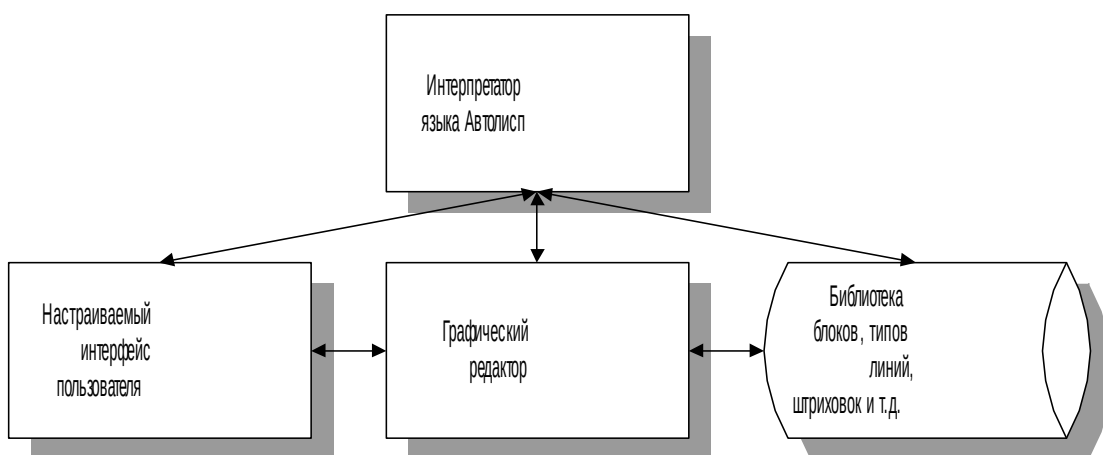 Интерпретатор
языка Автолисп
Настраиваемый
интерфейс
пользователя
Графический
редактор
Библиотека
блоков, типов
линий,
штриховок и т.д.